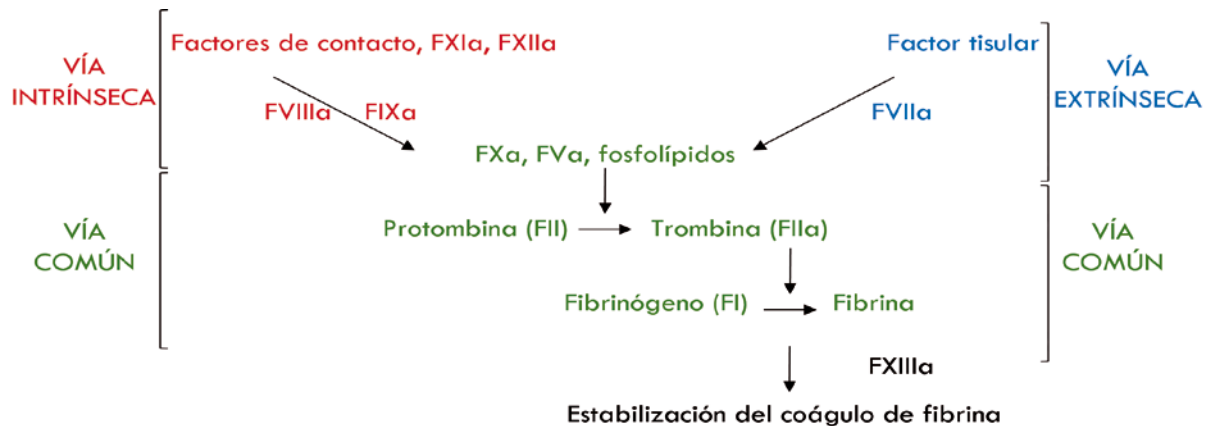 Factores de contacto, FXIa, FXIIa
Factor tisular
VÍA
INTRÍNSECA
VÍA
EXTRÍNSECA
FVIIIa FIXa
FVIIa
FXa, FVa, fosfolípidos
VÍA
COMÚN
Protombina (FII)
Trombina (FIIa)
VÍA
COMÚN
Fibrinógeno (FI)
Fibrina
FXIIIa
Estabilización del coágulo de fibrina